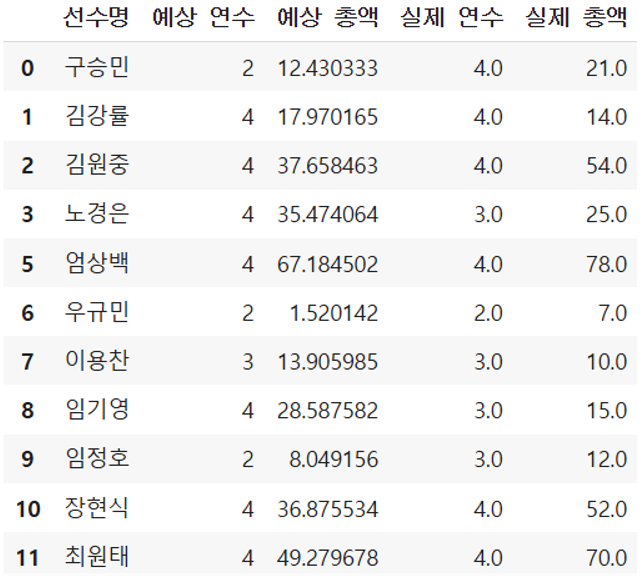 선수명 예상 연수 예상 총액 실제 연수 실제 총액
0 구승민 2 12.430333 4.0 21.0
1 김강률 4 17.970165 4.0 14.0
2 김원중 4 37.658463 4.0 54.0
3 노경은 4 35.474064 3.0 25.0
5 엄상백 4 67.184502 4.0 78.0
6 우규민 2 1.520142 2.0 7.0
7 이용찬 3 13.905985 3.0 10.0
8 임기영 4 28.587582 3.0 15.0
9 임정호 2 8.049156 3.0 12.0
10 장현식 4 36.875534 4.0 52.0
11 최원태 4 49.279678 4.0 70.0